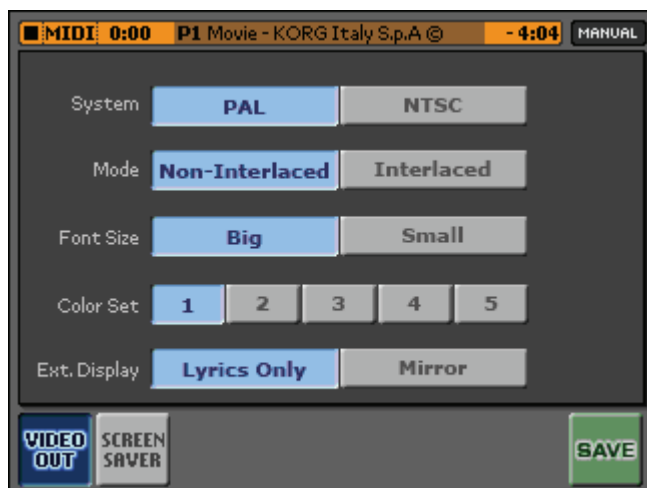 MIDI 0:00 P1 Movie - KORG Italy S.p.A © - 4:04 MANUAL
System PAL NTSC
Mode Non-Interlaced Interlaced
Font Size Big Small
Color Set 1 2 3 4 5
Ext. Display Lyrics Only Mirror
VIDEO OUT SCREEN SAVER SAVE